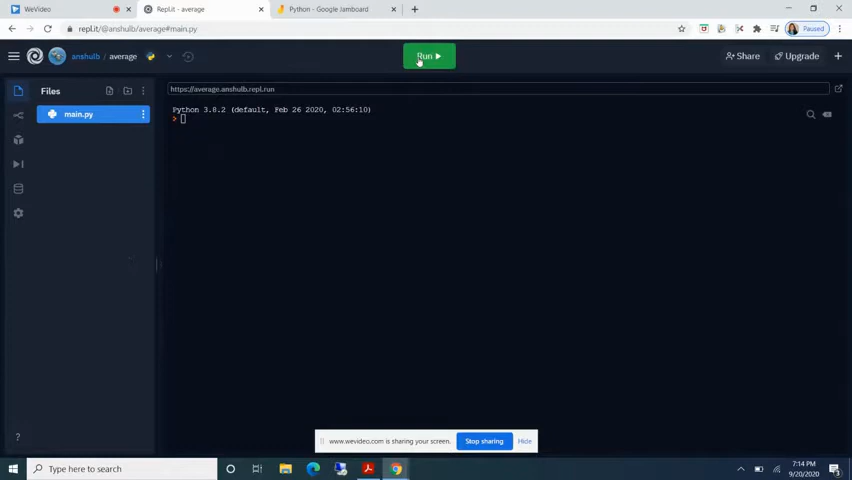 WeVideo
Repl.it - average
Python - Google Jamboard
repl.it/@anshulb/average#main.py
Paused
anshulb / average
Run
Share
Upgrade
Files
https://average.anshulb.repl.run
main.py
Python 3.8.2 (default, Feb 26 2020, 02:56:10)
>
?
www.wevideo.com is sharing your screen.
Stop sharing
Hide
Type here to search
7:14 PM
9/20/2020
3